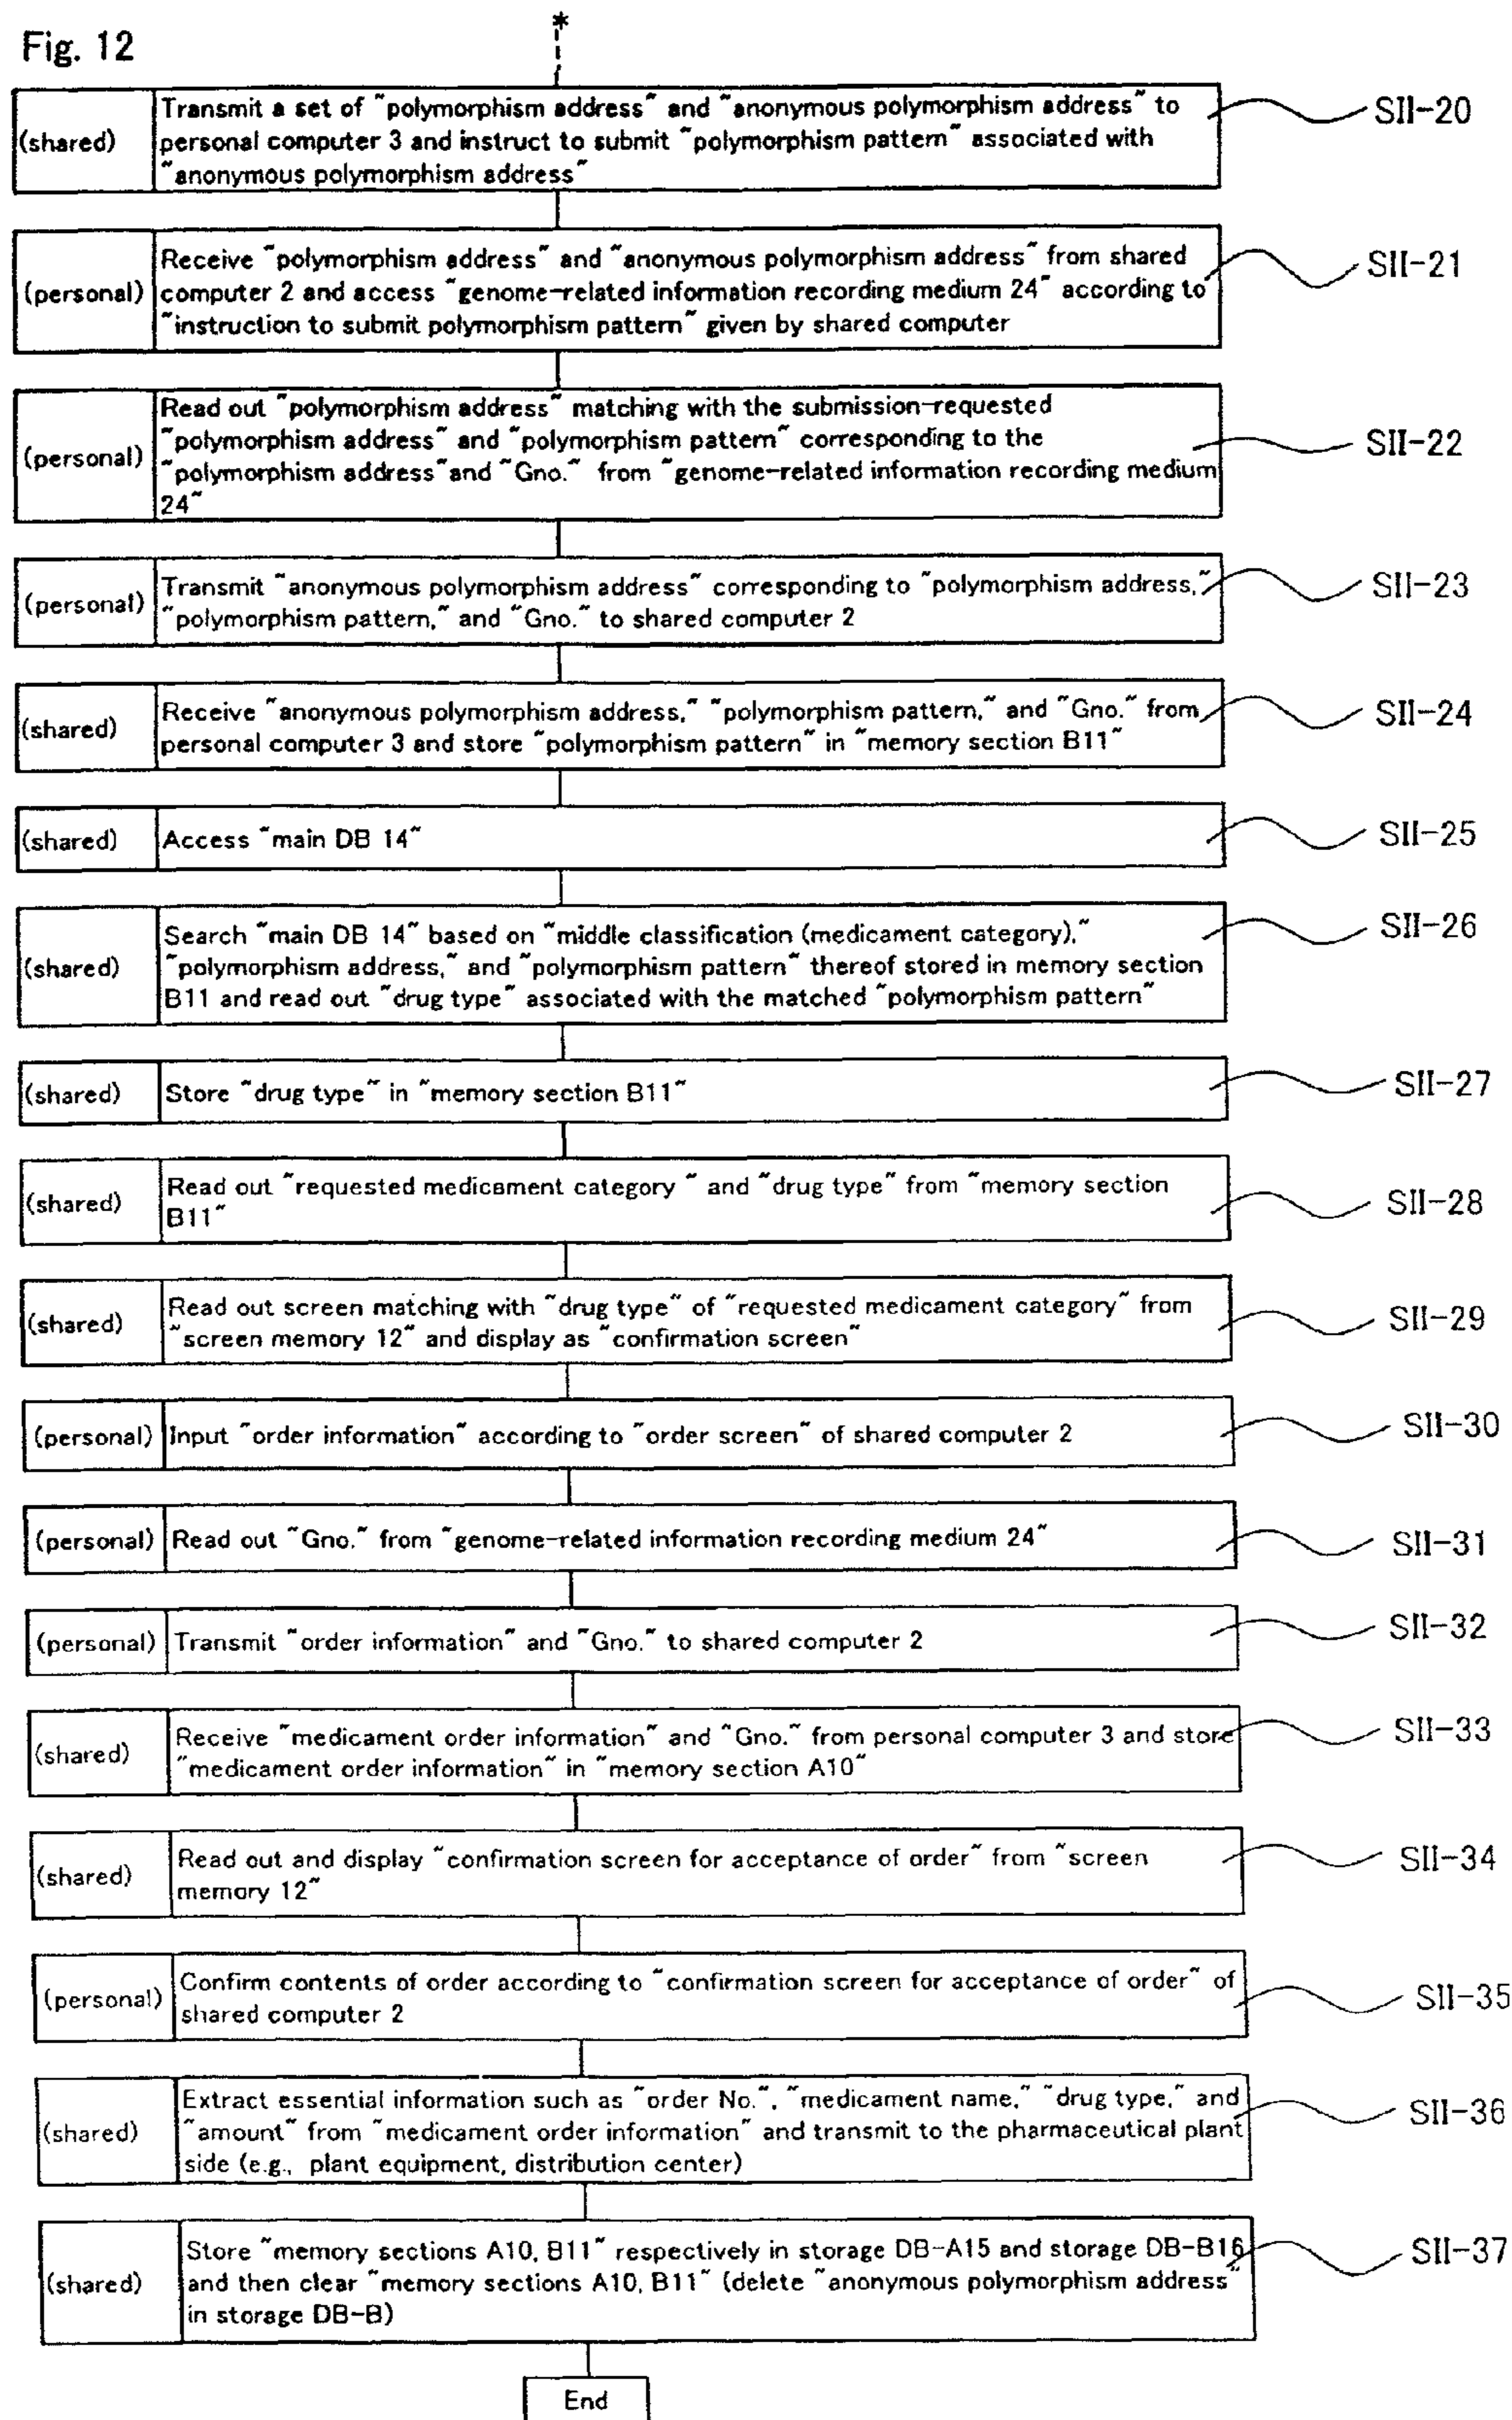 Fig. 12
*
(shared)
Transmit a set of "polymorphism address" and "anonymous polymorphism address" to
personal computer 3 and instruct to submit "polymorphism pattern" associated with
"anonymous polymorphism address"
SII-20
(personal)
Receive "polymorphism address" and "anonymous polymorphism address" from shared
computer 2 and access "genome-related information recording medium 24" according to
"instruction to submit polymorphism pattern" given by shared computer
SII-21
(personal)
Read out "polymorphism address" matching with the submission-requested
"polymorphism address" and "polymorphism pattern" corresponding to the
"polymorphism address"and "Gno." from "genome-related information recording medium
24"
SII-22
(personal)
Transmit "anonymous polymorphism address" corresponding to "polymorphism address,"
"polymorphism pattern," and "Gno." to shared computer 2
SII-23
(shared)
Receive "anonymous polymorphism address," "polymorphism pattern," and "Gno." from
personal computer 3 and store "polymorphism pattern" in "memory section B11"
SII-24
(shared)
Access "main DB 14"
SII-25
(shared)
Search "main DB 14" based on "middle classification (medicament category),"
"polymorphism address," and "polymorphism pattern" thereof stored in memory section
B11 and read out "drug type" associated with the matched "polymorphism pattern"
SII-26
(shared)
Store "drug type" in "memory section B11"
SII-27
(shared)
Read out "requested medicament category " and "drug type" from "memory section
B11"
SII-28
(shared)
Read out screen matching with "drug type" of "requested medicament category" from
"screen memory 12" and display as "confirmation screen"
SII-29
(personal)
Input "order information" according to "order screen" of shared computer 2
SII-30
(personal)
Read out "Gno." from "genome-related information recording medium 24"
SII-31
(personal)
Transmit "order information" and "Gno." to shared computer 2
SII-32
(shared)
Receive "medicament order information" and "Gno." from personal computer 3 and store
"medicament order information" in "memory section A10"
SII-33
(shared)
Read out and display "confirmation screen for acceptance of order" from "screen
memory 12"
SII-34
(personal)
Confirm contents of order according to "confirmation screen for acceptance of order" of
shared computer 2
SII-35
(shared)
Extract essential information such as "order No.", "medicament name," "drug type," and
"amount" from "medicament order information" and transmit to the pharmaceutical plant
side (e.g., plant equipment, distribution center)
SII-36
(shared)
Store "memory sections A10, B11" respectively in storage DB-A15 and storage DB-B16
and then clear "memory sections A10, B11" (delete "anonymous polymorphism address"
in storage DB-B)
SII-37
End